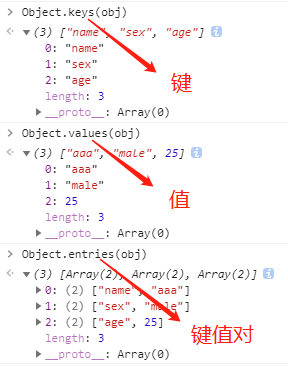 > Object.keys(obj)
<· ▼ (3) ["name", "sex", "age"] i
0: "name"
1: "sex"
2: "age"
键
length: 3
▶ __proto__: Array(0)
> Object.values(obj)
<· ▼ (3) ["aaa", "male", 25] i
0: "aaa"
1: "male"
2: 25
值
length: 3
▶ __proto__: Array(0)
> Object.entries(obj)
<· ▼ (3) [Array(2), Array(2), Array(2)] i
▶ 0: (2) ["name", "aaa"]
▶ 1: (2) ["sex", "male"]
▶ 2: (2) ["age", 25]
键值对
length: 3
▶ __proto__: Array(0)